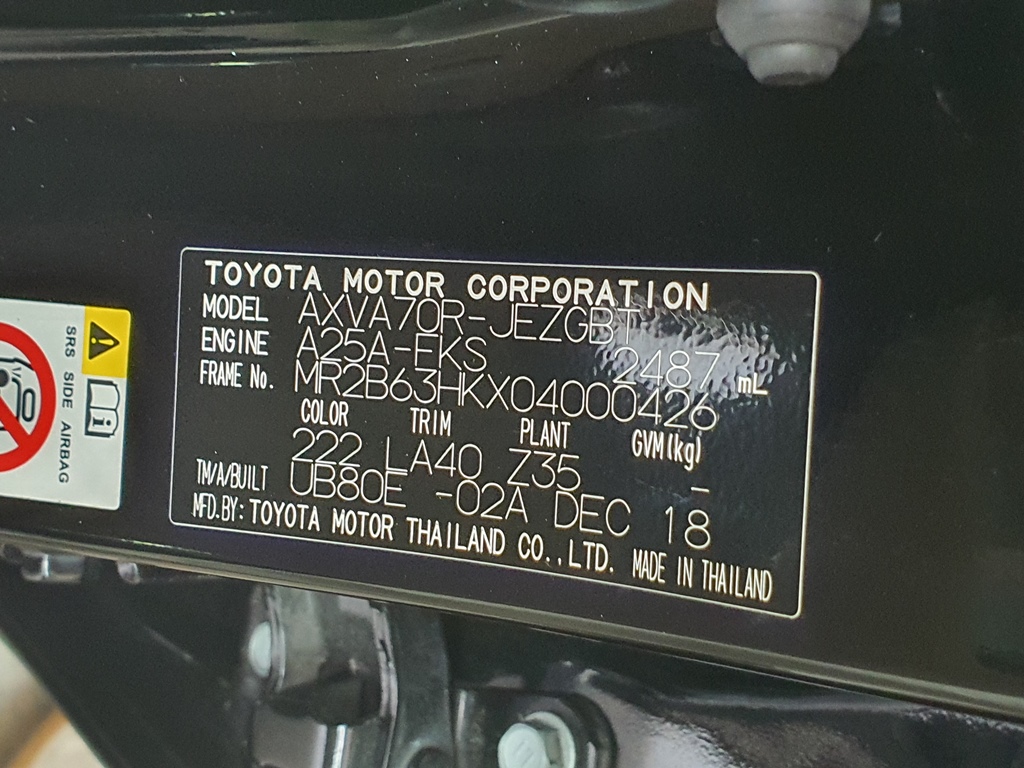 TOYOTA MOTOR CORPORATION
MODEL AXVA70R-JEZGBT
ENGINE A25A-FKS 2487 mL
FRAME No. MR2B63HKX04000426
COLOR TRIM PLANT GVM(kg)
222 LA40 Z35 -
TM/A/BUILT UB80E -02A DEC 18
MFD.BY: TOYOTA MOTOR THAILAND CO.,LTD. MADE IN THAILAND
SRS SIDE AIRBAG